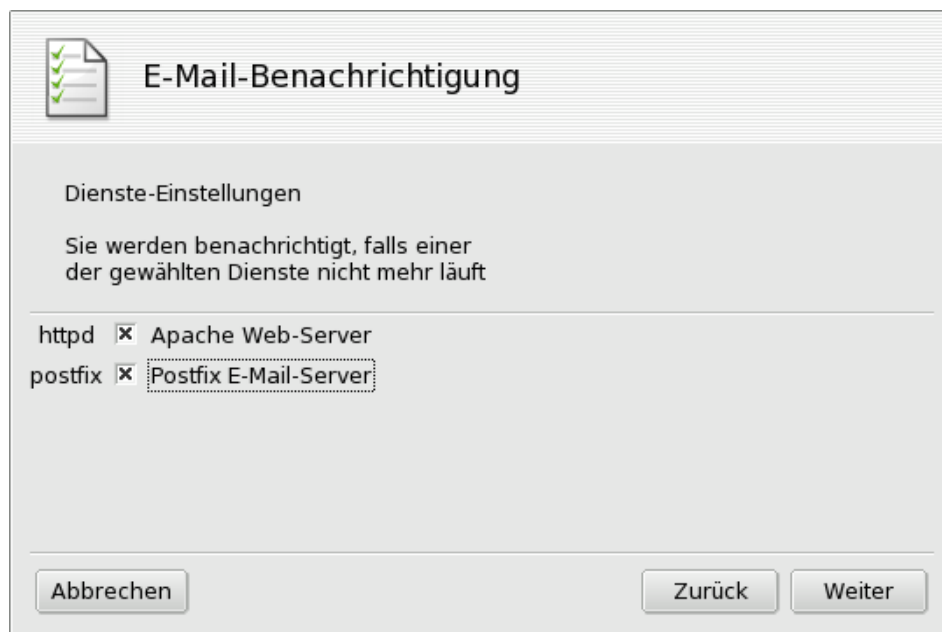 E-Mail-Benachrichtigung
Dienste-Einstellungen
Sie werden benachrichtigt, falls einer
der gewählten Dienste nicht mehr läuft
httpd Apache Web-Server
postfix Postfix E-Mail-Server
Abbrechen Zurück Weiter